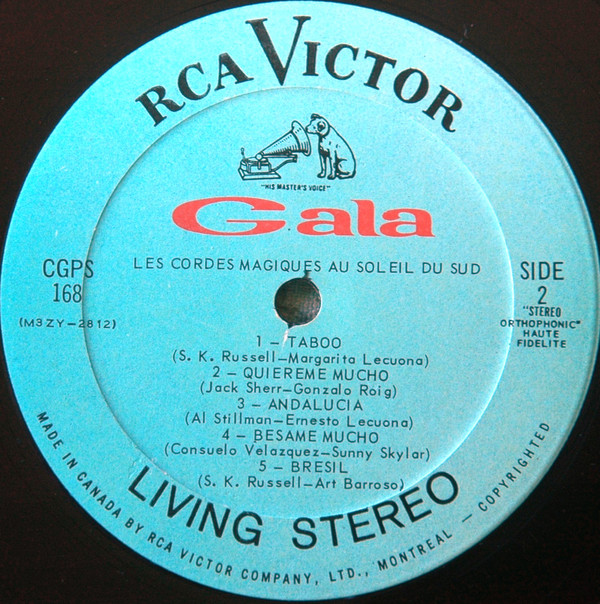 RCA VICTOR
"HIS MASTER'S VOICE"
Gala
LES CORDES MAGIQUES AU SOLEIL DU SUD
CGPS
168
(M3ZY-2812)
SIDE
2
"STEREO
ORTHOPHONIC"
HAUTE
FIDELITE
1 – TABOO
(S. K. Russell–Margarita Lecuona)
2 – QUIEREME MUCHO
(Jack Sherr–Gonzalo Roig)
3 – ANDALUCIA
(Al Stillman–Ernesto Lecuona)
4 – BESAME MUCHO
(Consuelo Velazquez–Sunny Skylar)
5 – BRESIL
(S. K. Russell–Art Barroso)
LIVING STEREO
MADE IN CANADA BY RCA VICTOR COMPANY, LTD., MONTREAL – COPYRIGHTED